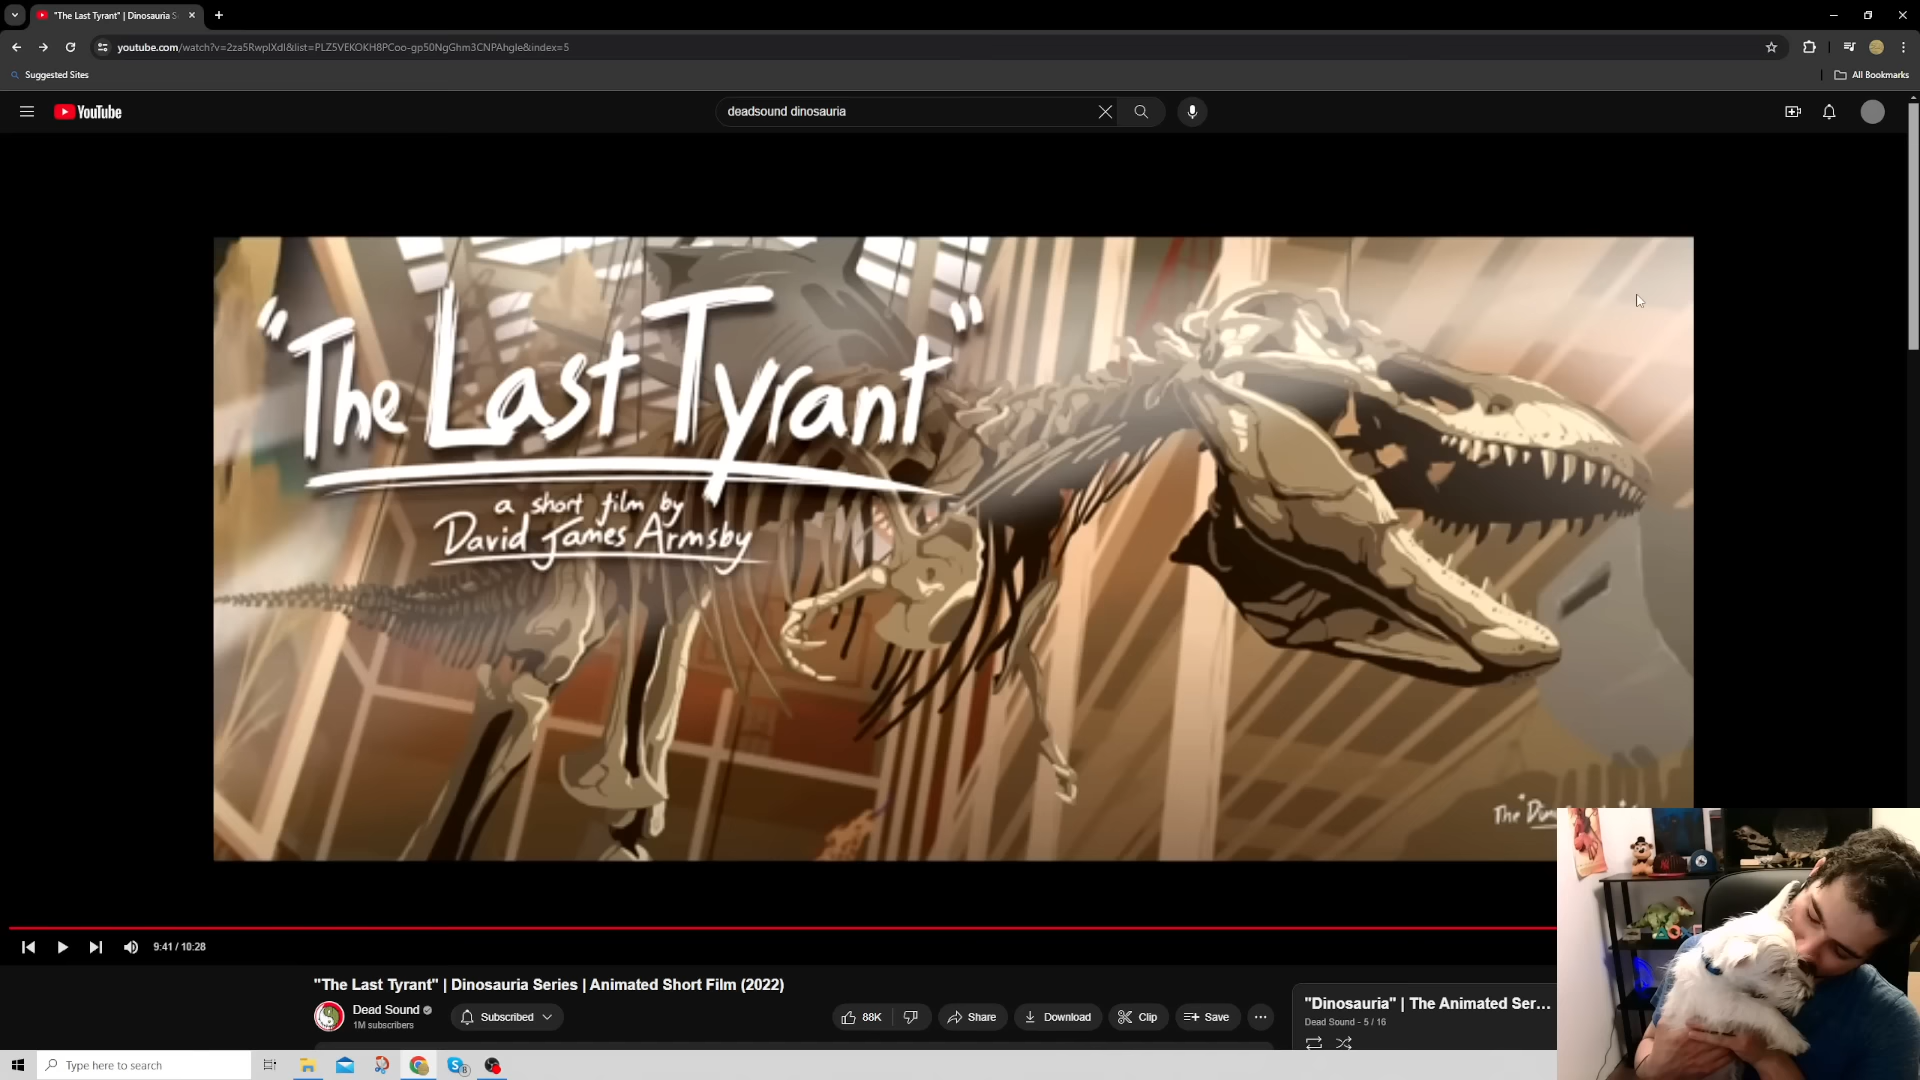 "The Last Tyrant" | Dinosauria S
youtube.com/watch?v=2za5RwpIXdI&list=PLZ5VEKOKH8PCoo-gp50NgGhm3CNPAhgle&index=5
Suggested Sites
All Bookmarks
YouTube
deadsound dinosauria
"The Last Tyrant"
a short film by
David James Armsby
The
9:41 / 10:28
"The Last Tyrant" | Dinosauria Series | Animated Short Film (2022)
Dead Sound
1M subscribers
Subscribed
88K
Share
Download
Clip
Save
"Dinosauria" | The Animated Ser...
Dead Sound - 5 / 16
Type here to search